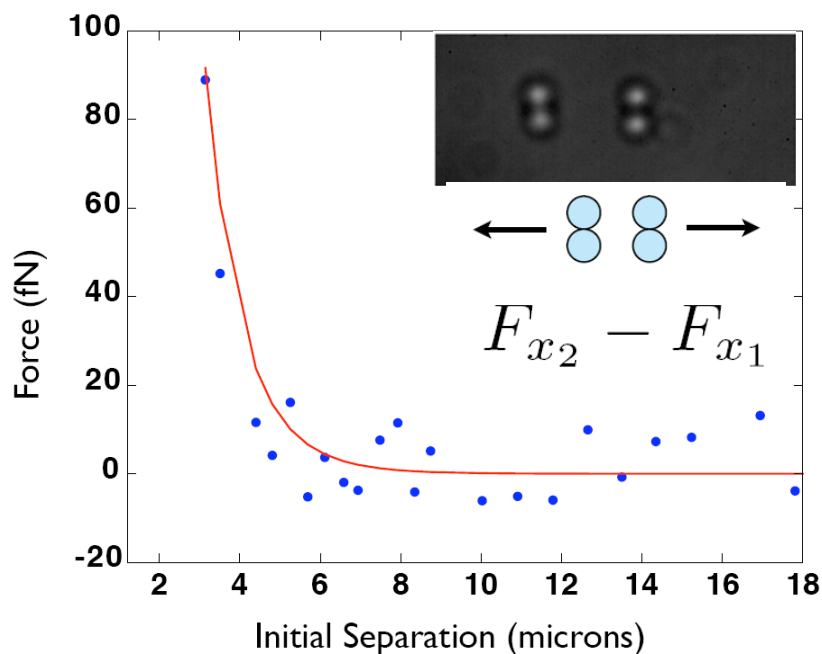 100
80
60
40
20
0
-20
Force (fN)
F_{x_2} − F_{x_1}
2 4 6 8 10 12 14 16 18
Initial Separation (microns)